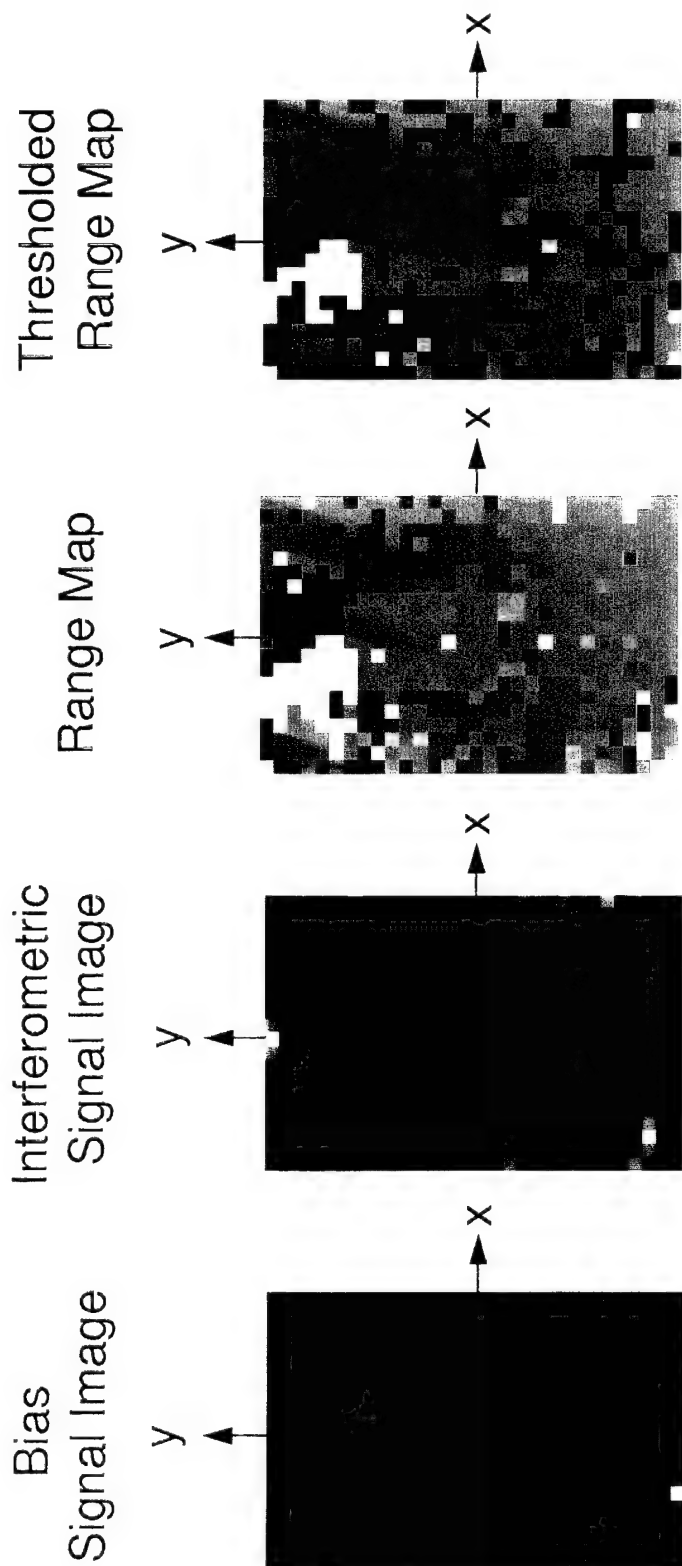 Bias
Signal Image
y
x
Interferometric
Signal Image
y
x
Range Map
y
x
Thresholded
Range Map
y
x